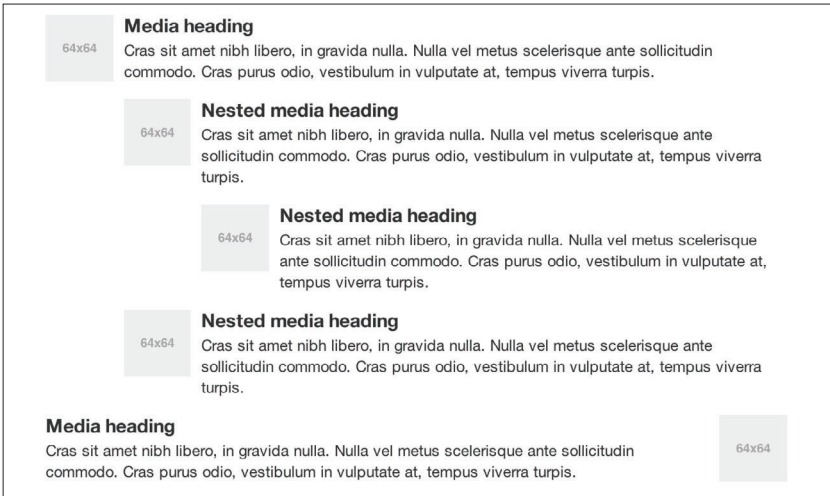 Media heading
64x64
Cras sit amet nibh libero, in gravida nulla. Nulla vel metus scelerisque ante sollicitudin
commodo. Cras purus odio, vestibulum in vulputate at, tempus viverra turpis.
Nested media heading
64x64
Cras sit amet nibh libero, in gravida nulla. Nulla vel metus scelerisque ante
sollicitudin commodo. Cras purus odio, vestibulum in vulputate at, tempus viverra
turpis.
Nested media heading
64x64
Cras sit amet nibh libero, in gravida nulla. Nulla vel metus scelerisque
ante sollicitudin commodo. Cras purus odio, vestibulum in vulputate at,
tempus viverra turpis.
Nested media heading
64x64
Cras sit amet nibh libero, in gravida nulla. Nulla vel metus scelerisque ante
sollicitudin commodo. Cras purus odio, vestibulum in vulputate at, tempus viverra
turpis.
Media heading
Cras sit amet nibh libero, in gravida nulla. Nulla vel metus scelerisque ante sollicitudin
64x64
commodo. Cras purus odio, vestibulum in vulputate at, tempus viverra turpis.